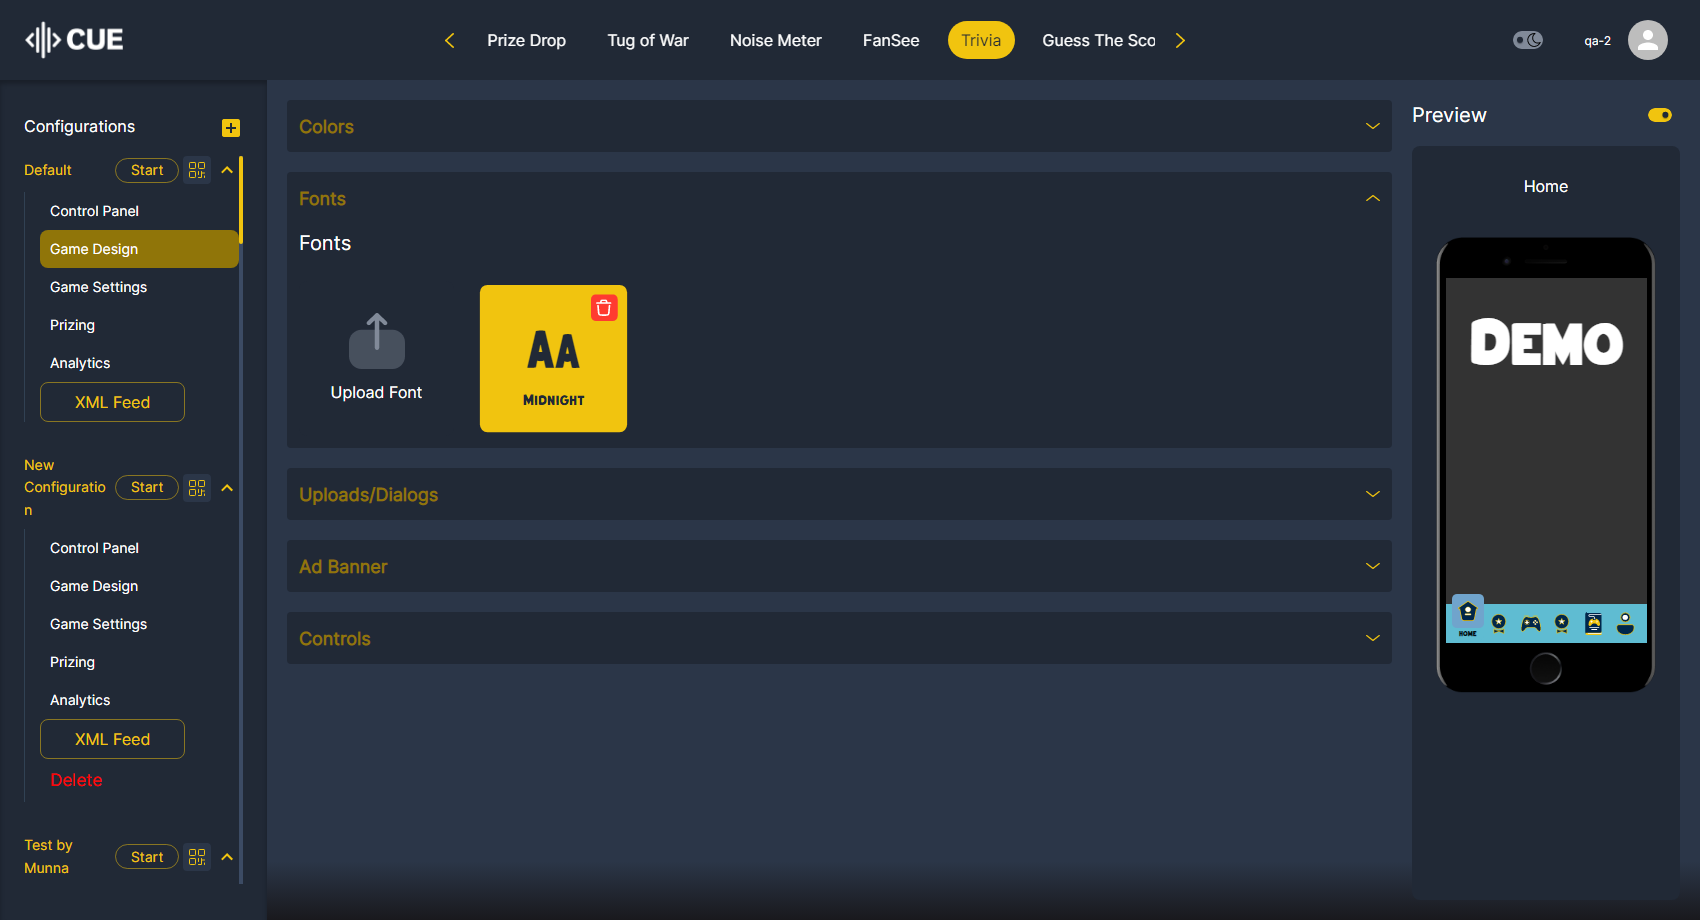 CUE
Prize Drop
Tug of War
Noise Meter
FanSee
Trivia
Guess The Sco
qa-2
Configurations
Default
Start
Control Panel
Game Design
Game Settings
Prizing
Analytics
XML Feed
New
Configuratio
n
Start
Control Panel
Game Design
Game Settings
Prizing
Analytics
XML Feed
Delete
Test by
Munna
Start
Colors
Fonts
Fonts
Upload Font
AA
MIDNIGHT
Uploads/Dialogs
Ad Banner
Controls
Preview
Home
DEMO
HOME